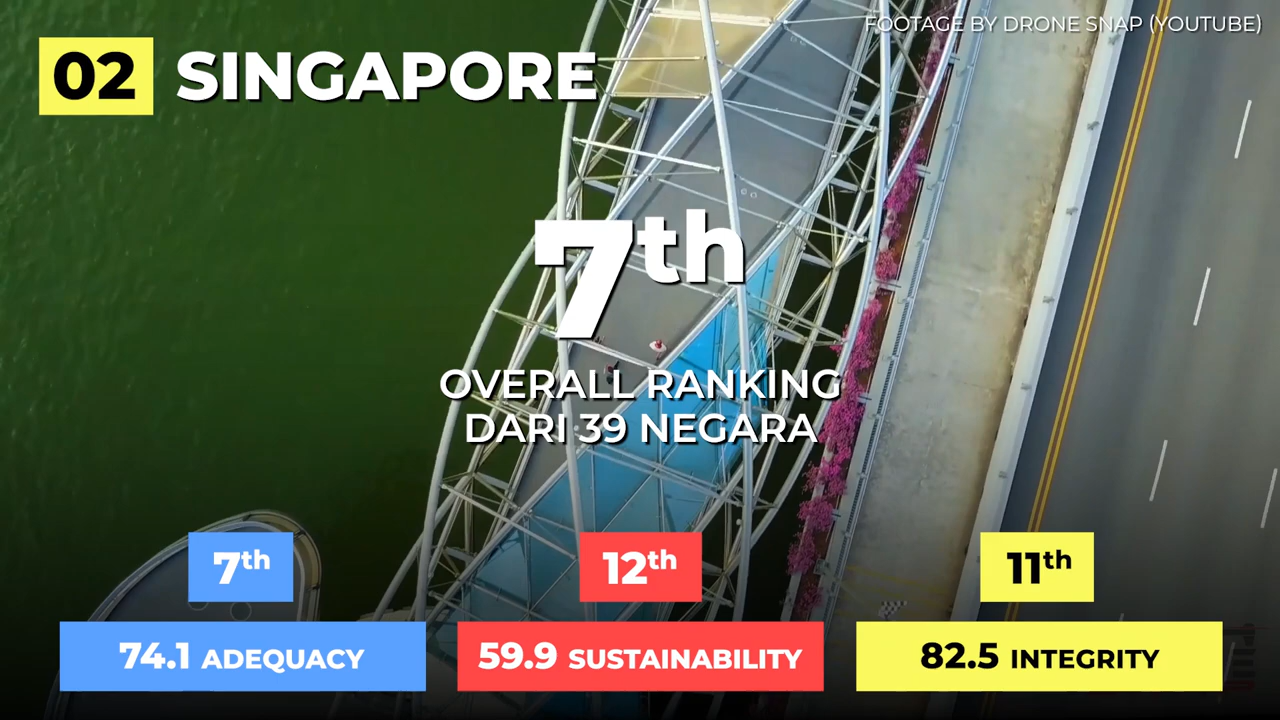 FOOTAGE BY DRONE SNAP (YOUTUBE)
02 SINGAPORE
7th
OVERALL RANKING
DARI 39 NEGARA
7th
12th
11th
74.1 ADEQUACY
59.9 SUSTAINABILITY
82.5 INTEGRITY